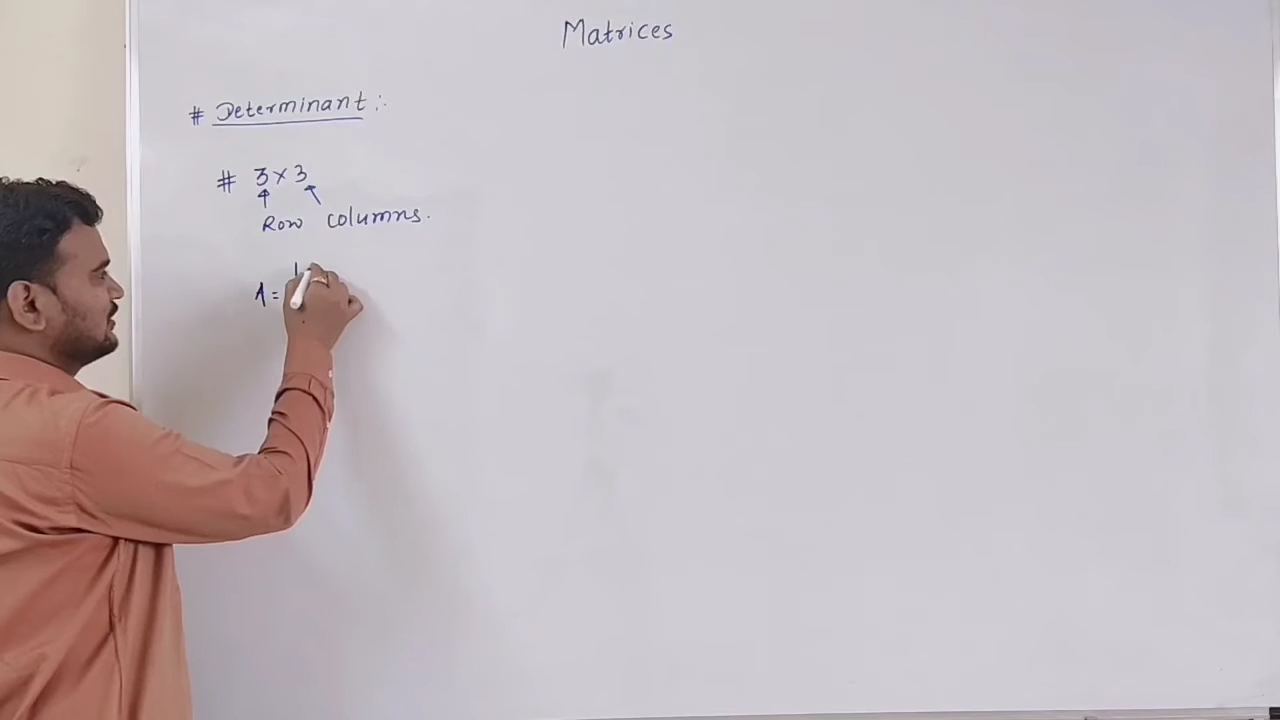 Matrices
# Determinant :-
# 3 × 3
Row columns.
A =